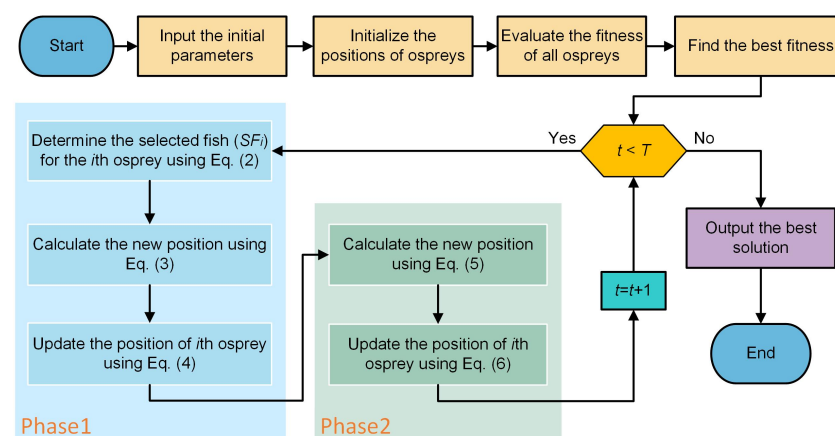 Start
Input the initial
parameters
Initialize the
positions of ospreys
Evaluate the fitness
of all ospreys
Find the best fitness
Determine the selected fish (SFi)
for the ith osprey using Eq. (2)
Yes
t < T
No
Calculate the new position using
Eq. (3)
Calculate the new position
using Eq. (5)
Output the best
solution
t=t+1
Update the position of ith osprey
using Eq. (4)
Update the position of ith
osprey using Eq. (6)
End
Phase1
Phase2